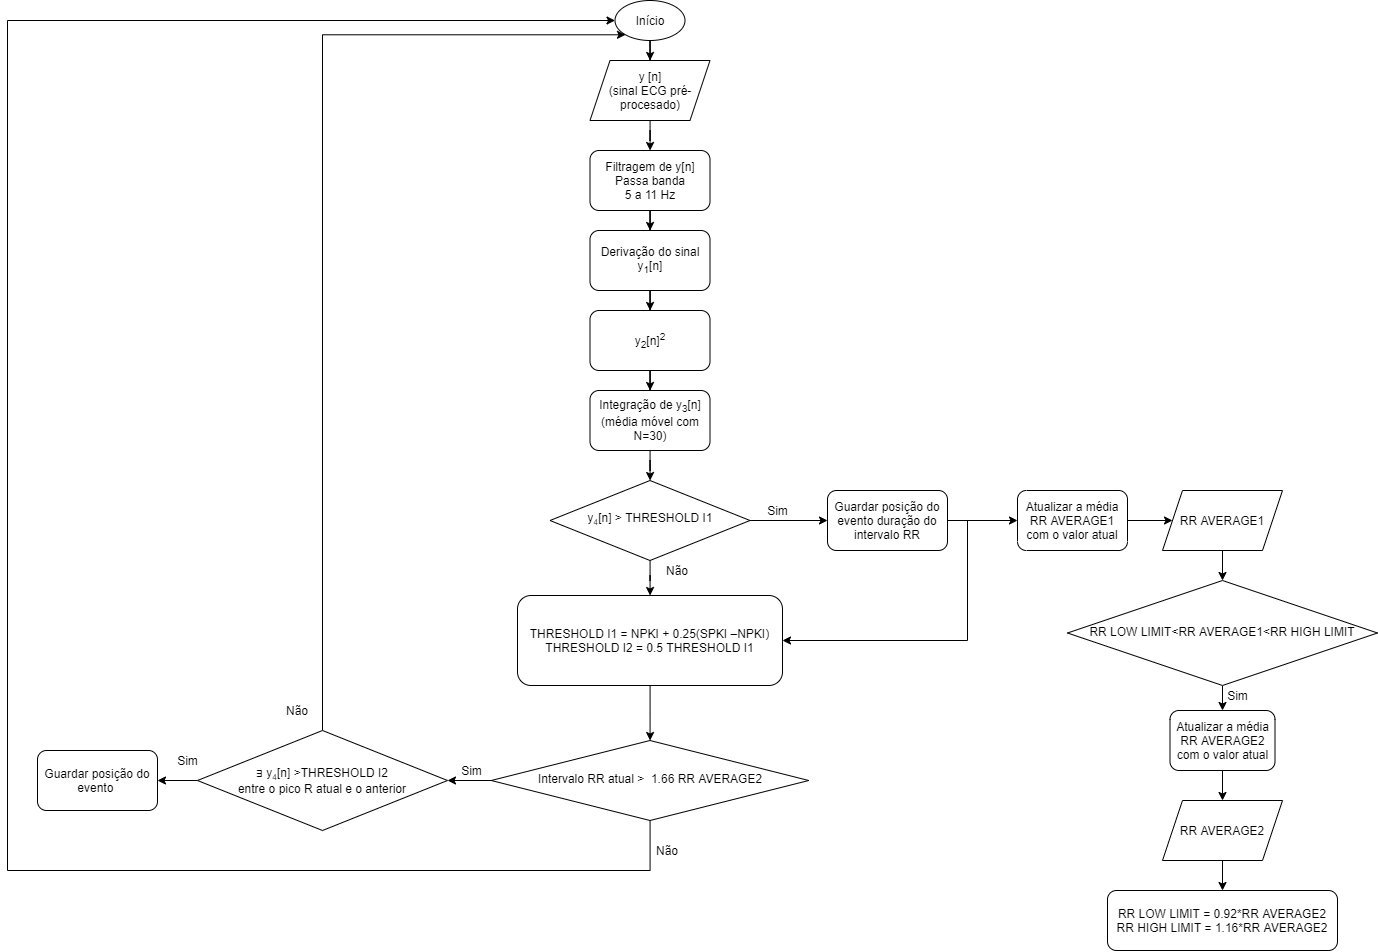 Início
y [n]
(sinal ECG pré-
procesado)
Filtragem de y[n]
Passa banda
5 a 11 Hz
Derivação do sinal
y₁[n]
y₂[n]²
Integração de y₃[n]
(média móvel com
N=30)
y₄[n] > THRESHOLD I1
Sim
Guardar posição do
evento duração do
intervalo RR
Atualizar a média
RR AVERAGE1
com o valor atual
RR AVERAGE1
Não
THRESHOLD I1 = NPKI + 0.25(SPKI –NPKI)
THRESHOLD I2 = 0.5 THRESHOLD I1
RR LOW LIMIT<RR AVERAGE1<RR HIGH LIMIT
Sim
Atualizar a média
RR AVERAGE2
com o valor atual
Não
Guardar posição do
evento
Sim
∃ y₄[n] >THRESHOLD I2
entre o pico R atual e o anterior
Sim
Intervalo RR atual > 1.66 RR AVERAGE2
Não
RR AVERAGE2
RR LOW LIMIT = 0.92*RR AVERAGE2
RR HIGH LIMIT = 1.16*RR AVERAGE2